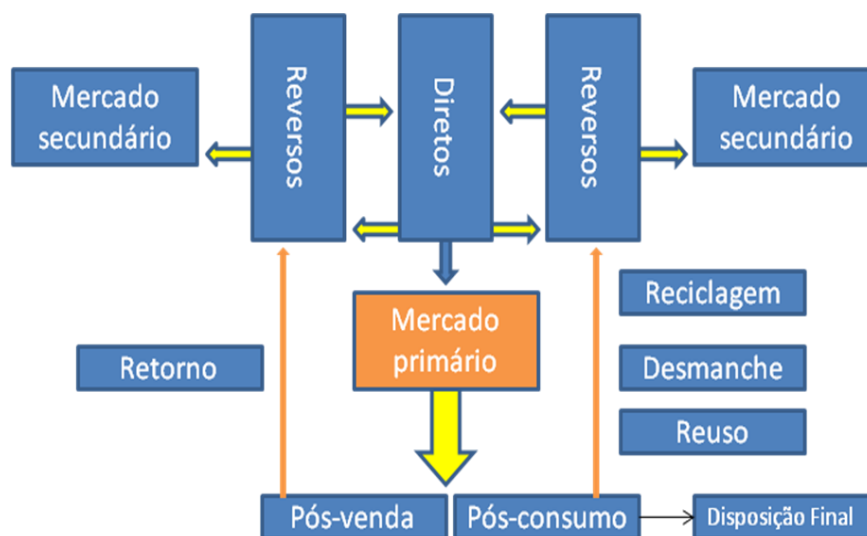 Mercado
secundário
Reversos
Diretos
Reversos
Mercado
secundário
Mercado
primário
Retorno
Reciclagem
Desmanche
Reuso
Pós-venda
Pós-consumo
Disposição Final